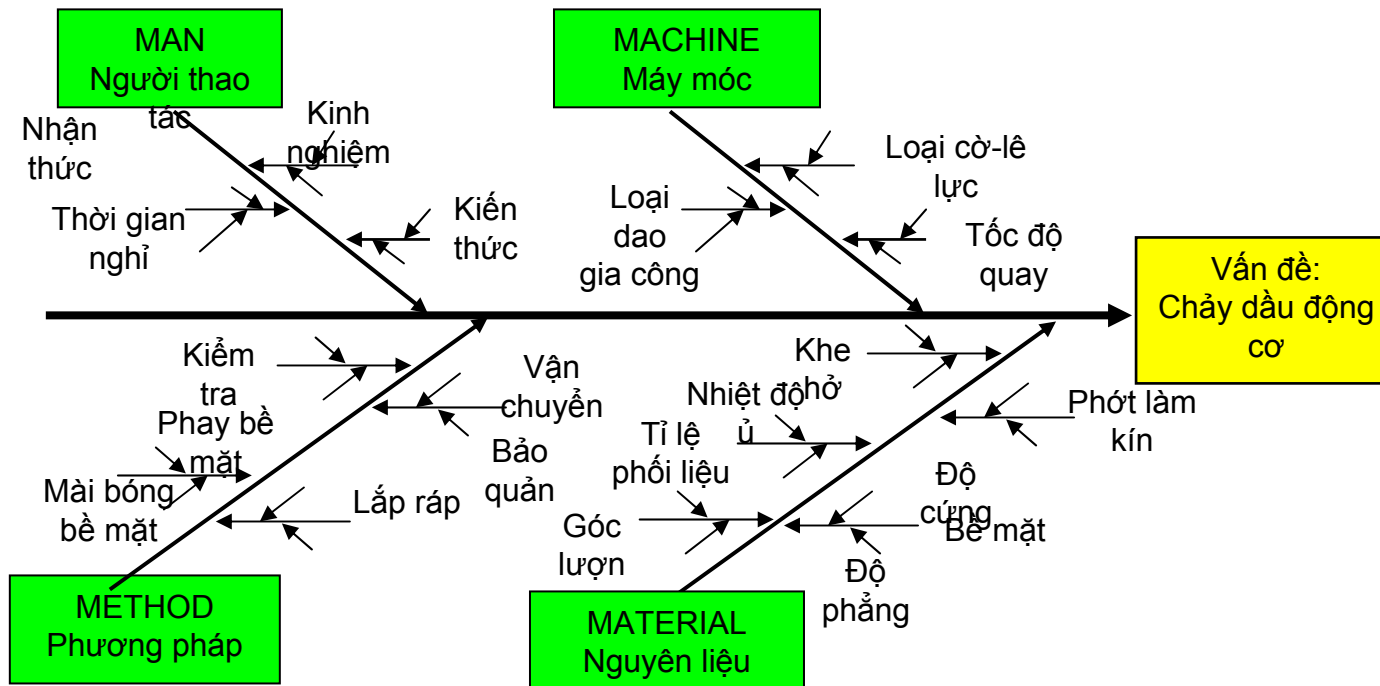 MAN
Người thao
tác
MACHINE
Máy móc
Nhận
thức
Kinh
nghiệm
Thời gian
nghỉ
Kiến
thức
Loại cờ-lê
lực
Loại
dao
gia công
Tốc độ
quay
Vấn đề:
Chảy dầu động
cơ
Kiểm
tra
Vận
chuyển
Phay bề
mặt
Bảo
quản
Mài bóng
bề mặt
Lắp ráp
Khe
hở
Nhiệt độ
ủ
Phớt làm
kín
Tỉ lệ
phối liệu
Độ
cứng
Bề mặt
Góc
lượn
Độ
phẳng
METHOD
Phương pháp
MATERIAL
Nguyên liệu